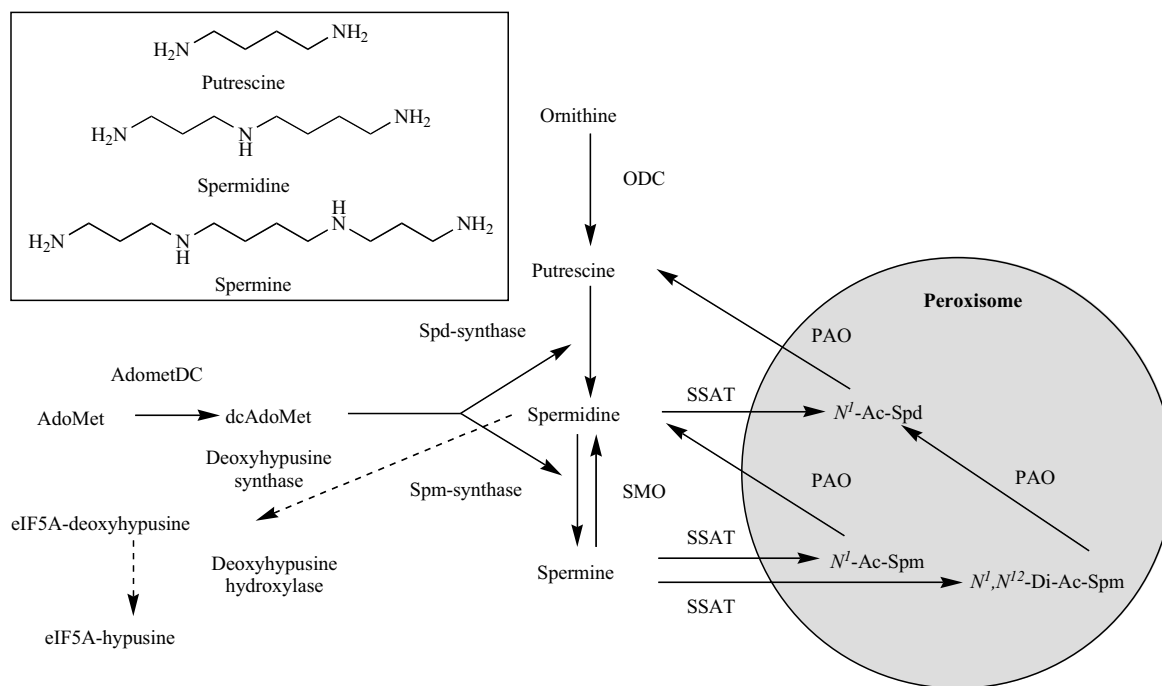 H₂N
NH₂
Putrescine
H₂N
N
H
NH₂
Spermidine
H₂N
N
H
H
N
NH₂
Spermine
Ornithine
ODC
Putrescine
Peroxisome
Spd-synthase
PAO
AdometDC
AdoMet
dcAdoMet
Spermidine
SSAT
N¹-Ac-Spd
Deoxyhypusine
synthase
Spm-synthase
SMO
PAO
PAO
eIF5A-deoxyhypusine
Deoxyhypusine
hydroxylase
Spermine
SSAT
N¹-Ac-Spm
N¹,N¹²-Di-Ac-Spm
SSAT
eIF5A-hypusine